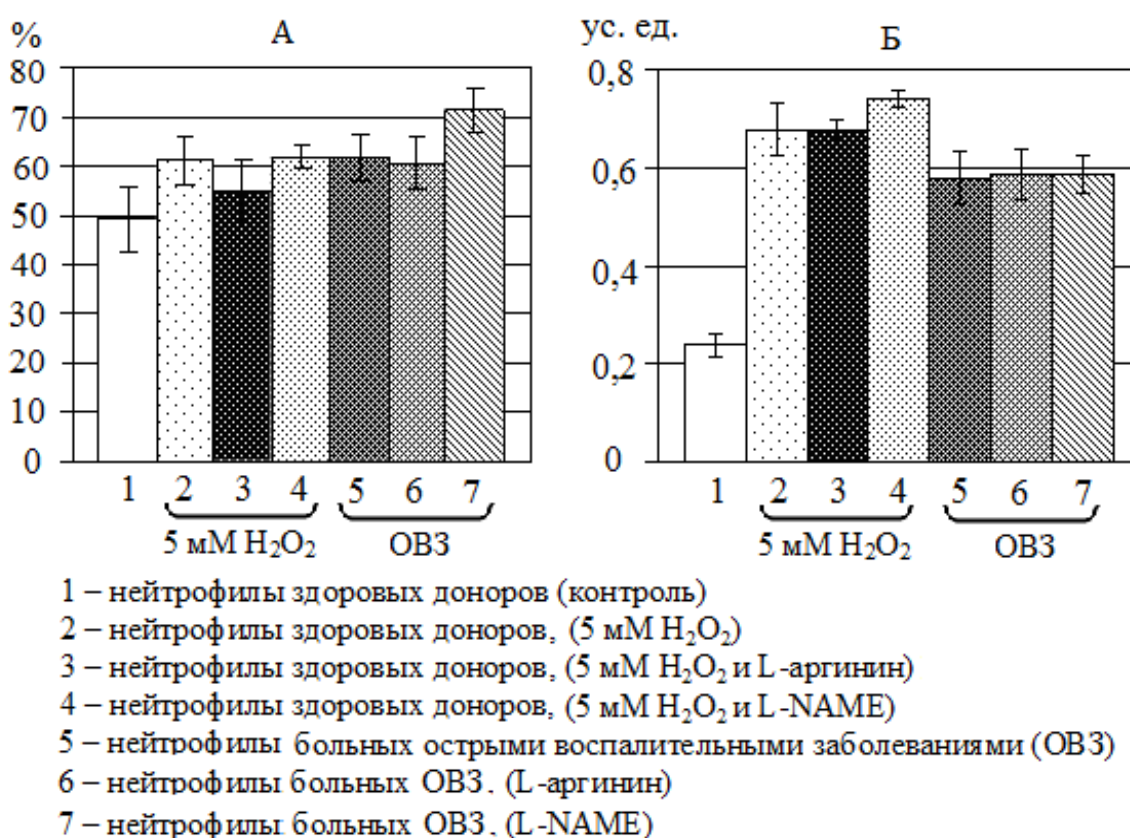 % А
80
70
60
50
40
30
20
10
0
1 2 3 4 5 6 7
5 мМ H₂O₂ ОВЗ
ус. ед. Б
0,8
0,6
0,4
0,2
0
1 2 3 4 5 6 7
5 мМ H₂O₂ ОВЗ
1 – нейтрофилы здоровых доноров (контроль)
2 – нейтрофилы здоровых доноров, (5 мМ H₂O₂)
3 – нейтрофилы здоровых доноров, (5 мМ H₂O₂ и L-аргинин)
4 – нейтрофилы здоровых доноров, (5 мМ H₂O₂ и L-NAME)
5 – нейтрофилы больных острыми воспалительными заболеваниями (ОВЗ)
6 – нейтрофилы больных ОВЗ, (L-аргинин)
7 – нейтрофилы больных ОВЗ, (L-NAME)